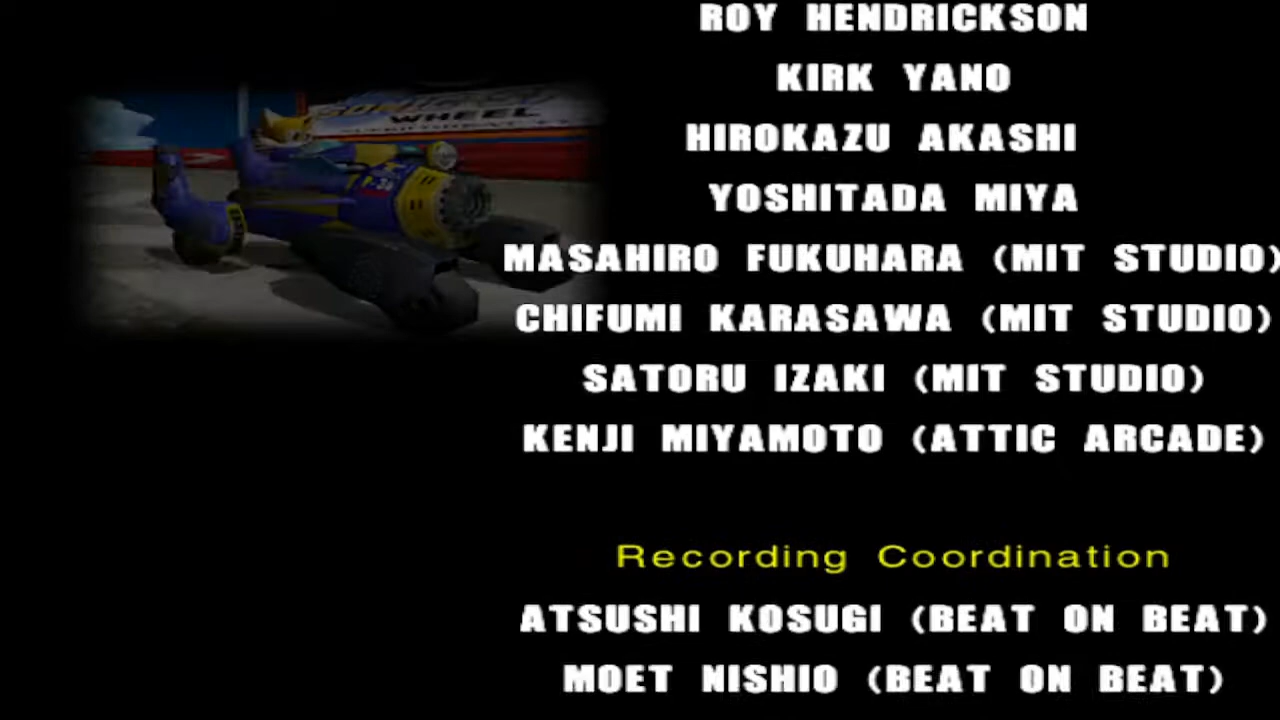 ROY HENDRICKSON
KIRK YANO
HIROKAZU AKASHI
YOSHITADA MIYA
MASAHIRO FUKUHARA (MIT STUDIO)
CHIFUMI KARASAWA (MIT STUDIO)
SATORU IZAKI (MIT STUDIO)
KENJI MIYAMOTO (ATTIC ARCADE)
Recording Coordination
ATSUSHI KOSUGI (BEAT ON BEAT)
MOET NISHIO (BEAT ON BEAT)
WHEEL